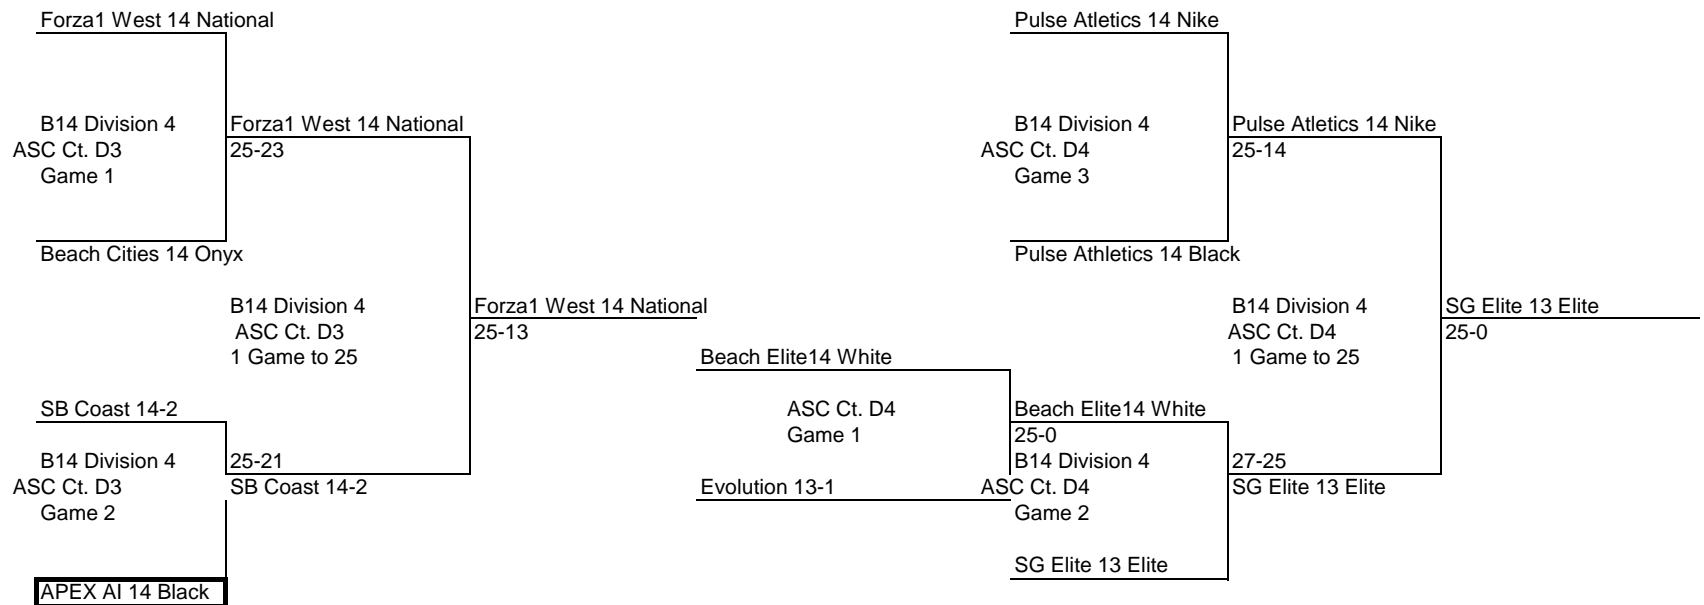 Forza1 West 14 National
B14 Division 4
ASC Ct. D3
Game 1
Forza1 West 14 National
25-23
Beach Cities 14 Onyx
B14 Division 4
ASC Ct. D3
1 Game to 25
Forza1 West 14 National
25-13
SB Coast 14-2
B14 Division 4
ASC Ct. D3
Game 2
25-21
SB Coast 14-2
APEX AI 14 Black
Pulse Atletics 14 Nike
B14 Division 4
ASC Ct. D4
Game 3
Pulse Atletics 14 Nike
25-14
Pulse Athletics 14 Black
B14 Division 4
ASC Ct. D4
1 Game to 25
SG Elite 13 Elite
25-0
Beach Elite14 White
ASC Ct. D4
Game 1
Evolution 13-1
Beach Elite14 White
25-0
B14 Division 4
ASC Ct. D4
Game 2
27-25
SG Elite 13 Elite
SG Elite 13 Elite